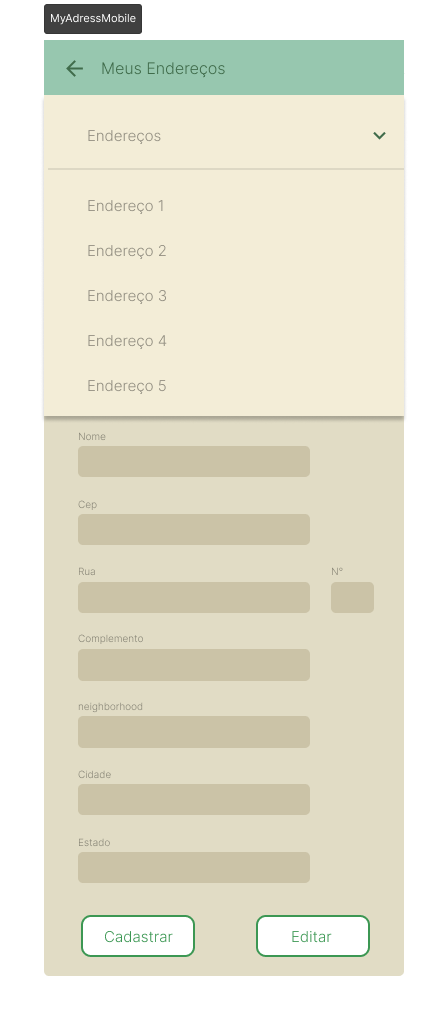 MyAdressMobile
Meus Endereços
Endereços
Endereço 1
Endereço 2
Endereço 3
Endereço 4
Endereço 5
Nome
Cep
Rua
N°
Complemento
neighborhood
Cidade
Estado
Cadastrar
Editar